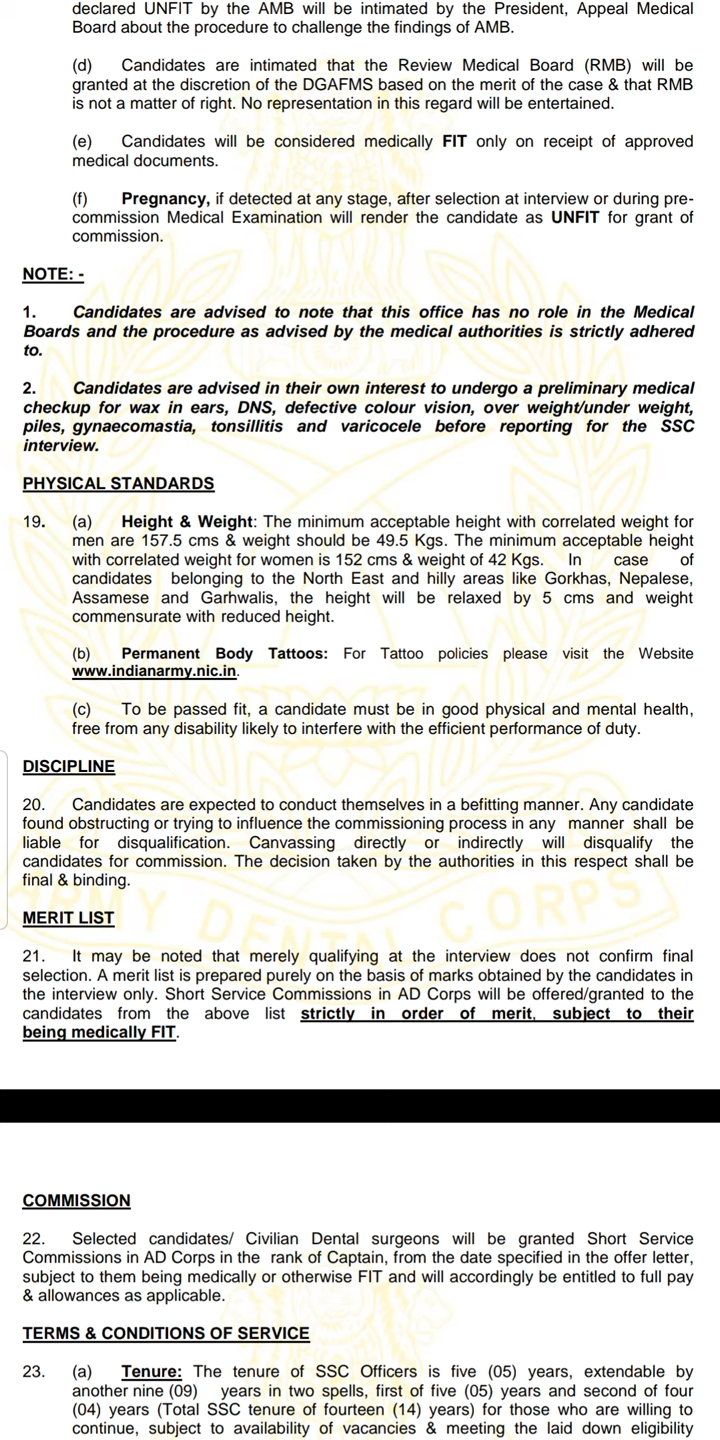 declared UNFIT by the AMB will be intimated by the President, Appeal Medical
Board about the procedure to challenge the findings of AMB.
(d) Candidates are intimated that the Review Medical Board (RMB) will be
granted at the discretion of the DGAFMS based on the merit of the case & that RMB
is not a matter of right. No representation in this regard will be entertained.
(e) Candidates will be considered medically FIT only on receipt of approved
medical documents.
(f) Pregnancy, if detected at any stage, after selection at interview or during pre-
commission Medical Examination will render the candidate as UNFIT for grant of
commission.
NOTE: -
1. Candidates are advised to note that this office has no role in the Medical
Boards and the procedure as advised by the medical authorities is strictly adhered
to.
2. Candidates are advised in their own interest to undergo a preliminary medical
checkup for wax in ears, DNS, defective colour vision, over weight/under weight,
piles, gynaecomastia, tonsillitis and varicocele before reporting for the SSC
interview.
PHYSICAL STANDARDS
19. (a) Height & Weight: The minimum acceptable height with correlated weight for
men are 157.5 cms & weight should be 49.5 Kgs. The minimum acceptable height
with correlated weight for women is 152 cms & weight of 42 Kgs. In case of
candidates belonging to the North East and hilly areas like Gorkhas, Nepalese,
Assamese and Garhwalis, the height will be relaxed by 5 cms and weight
commensurate with reduced height.
(b) Permanent Body Tattoos: For Tattoo policies please visit the Website
www.indianarmy.nic.in.
(c) To be passed fit, a candidate must be in good physical and mental health,
free from any disability likely to interfere with the efficient performance of duty.
DISCIPLINE
20. Candidates are expected to conduct themselves in a befitting manner. Any candidate
found obstructing or trying to influence the commissioning process in any manner shall be
liable for disqualification. Canvassing directly or indirectly will disqualify the
candidates for commission. The decision taken by the authorities in this respect shall be
final & binding.
ARMY DENTAL CORPS
MERIT LIST
21. It may be noted that merely qualifying at the interview does not confirm final
selection. A merit list is prepared purely on the basis of marks obtained by the candidates in
the interview only. Short Service Commissions in AD Corps will be offered/granted to the
candidates from the above list strictly in order of merit, subject to their
being medically FIT.
COMMISSION
22. Selected candidates/ Civilian Dental surgeons will be granted Short Service
Commissions in AD Corps in the rank of Captain, from the date specified in the offer letter,
subject to them being medically or otherwise FIT and will accordingly be entitled to full pay
& allowances as applicable.
TERMS & CONDITIONS OF SERVICE
23. (a) Tenure: The tenure of SSC Officers is five (05) years, extendable by
another nine (09) years in two spells, first of five (05) years and second of four
(04) years (Total SSC tenure of fourteen (14) years) for those who are willing to
continue, subject to availability of vacancies & meeting the laid down eligibility